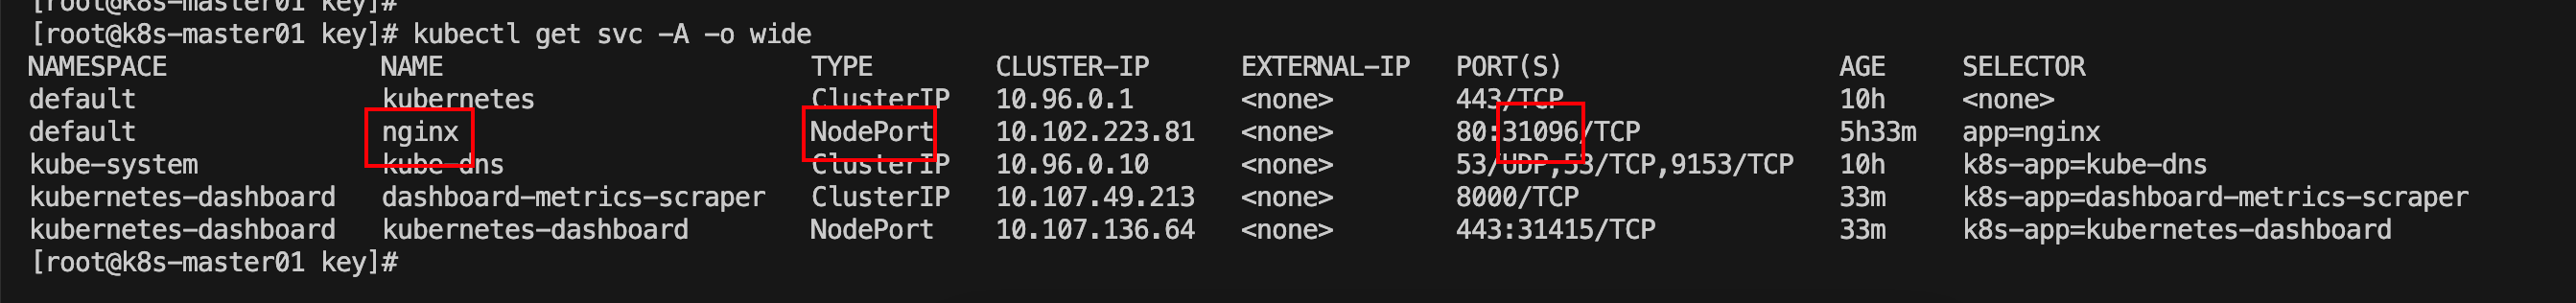 [root@k8s-master01 key]#
[root@k8s-master01 key]# kubectl get svc -A -o wide
NAMESPACE NAME TYPE CLUSTER-IP EXTERNAL-IP PORT(S) AGE SELECTOR
default kubernetes ClusterIP 10.96.0.1 <none> 443/TCP 10h <none>
default nginx NodePort 10.102.223.81 <none> 80:31096/TCP 5h33m app=nginx
kube-system kube-dns ClusterIP 10.96.0.10 <none> 53/UDP,53/TCP,9153/TCP 10h k8s-app=kube-dns
kubernetes-dashboard dashboard-metrics-scraper ClusterIP 10.107.49.213 <none> 8000/TCP 33m k8s-app=dashboard-metrics-scraper
kubernetes-dashboard kubernetes-dashboard NodePort 10.107.136.64 <none> 443:31415/TCP 33m k8s-app=kubernetes-dashboard
[root@k8s-master01 key]#